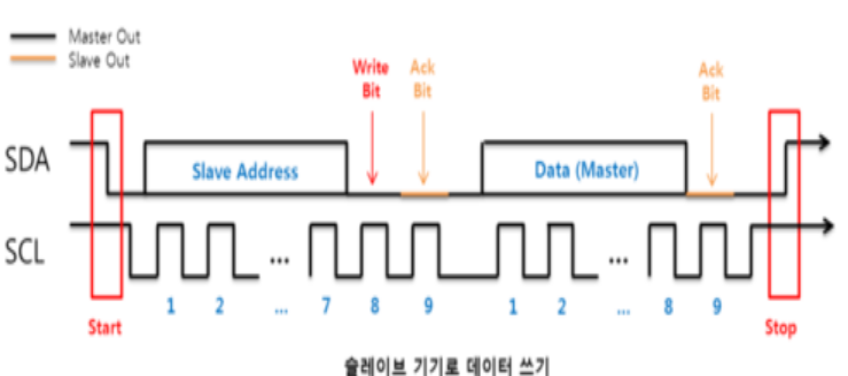 Master Out
Slave Out
Write Bit
Ack Bit
Ack Bit
SDA
Slave Address
Data (Master)
SCL
...
...
1 2 ... 7 8 9 1 2 ... 8 9
Start
Stop
슬레이브 기기로 데이터 쓰기